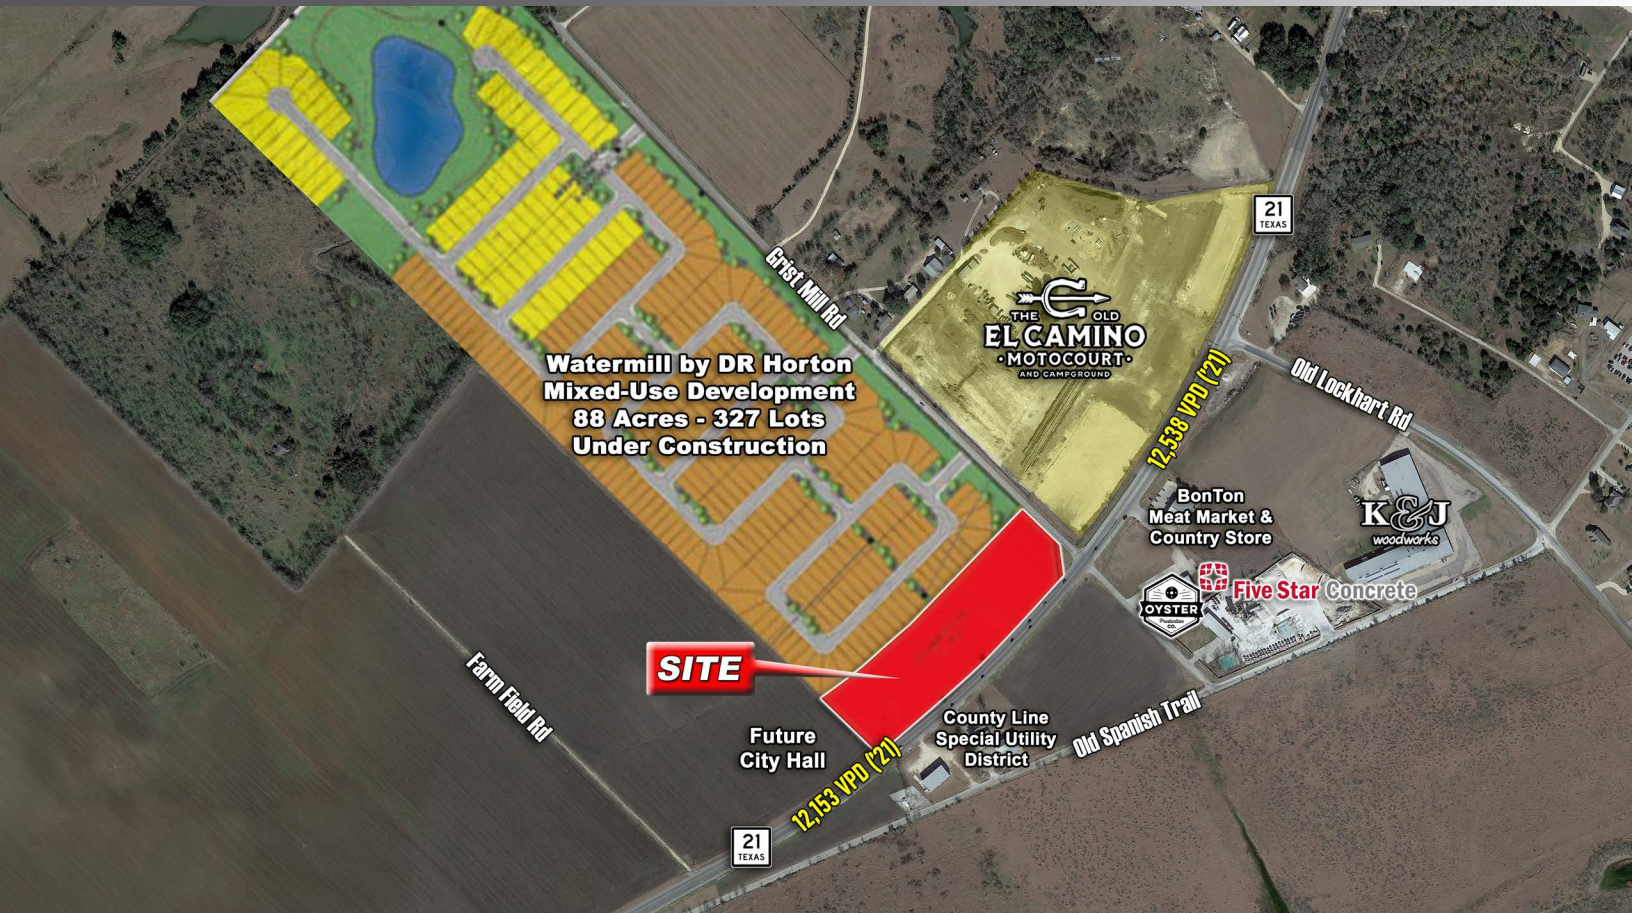 21
TEXAS
Grist Mill Rd
THE OLD
EL CAMINO
·MOTOCOURT·
AND CAMPGROUND
Watermill by DR Horton
Mixed-Use Development
88 Acres - 327 Lots
Under Construction
12,538 VPD ('21)
Old Lockhart Rd
BonTon
Meat Market &
Country Store
K&J
woodworks
Five Star Concrete
OYSTER
Production
CO.
SITE
Farm Field Rd
Future
City Hall
County Line
Special Utility
District
Old Spanish Trail
12,153 VPD ('21)
21
TEXAS